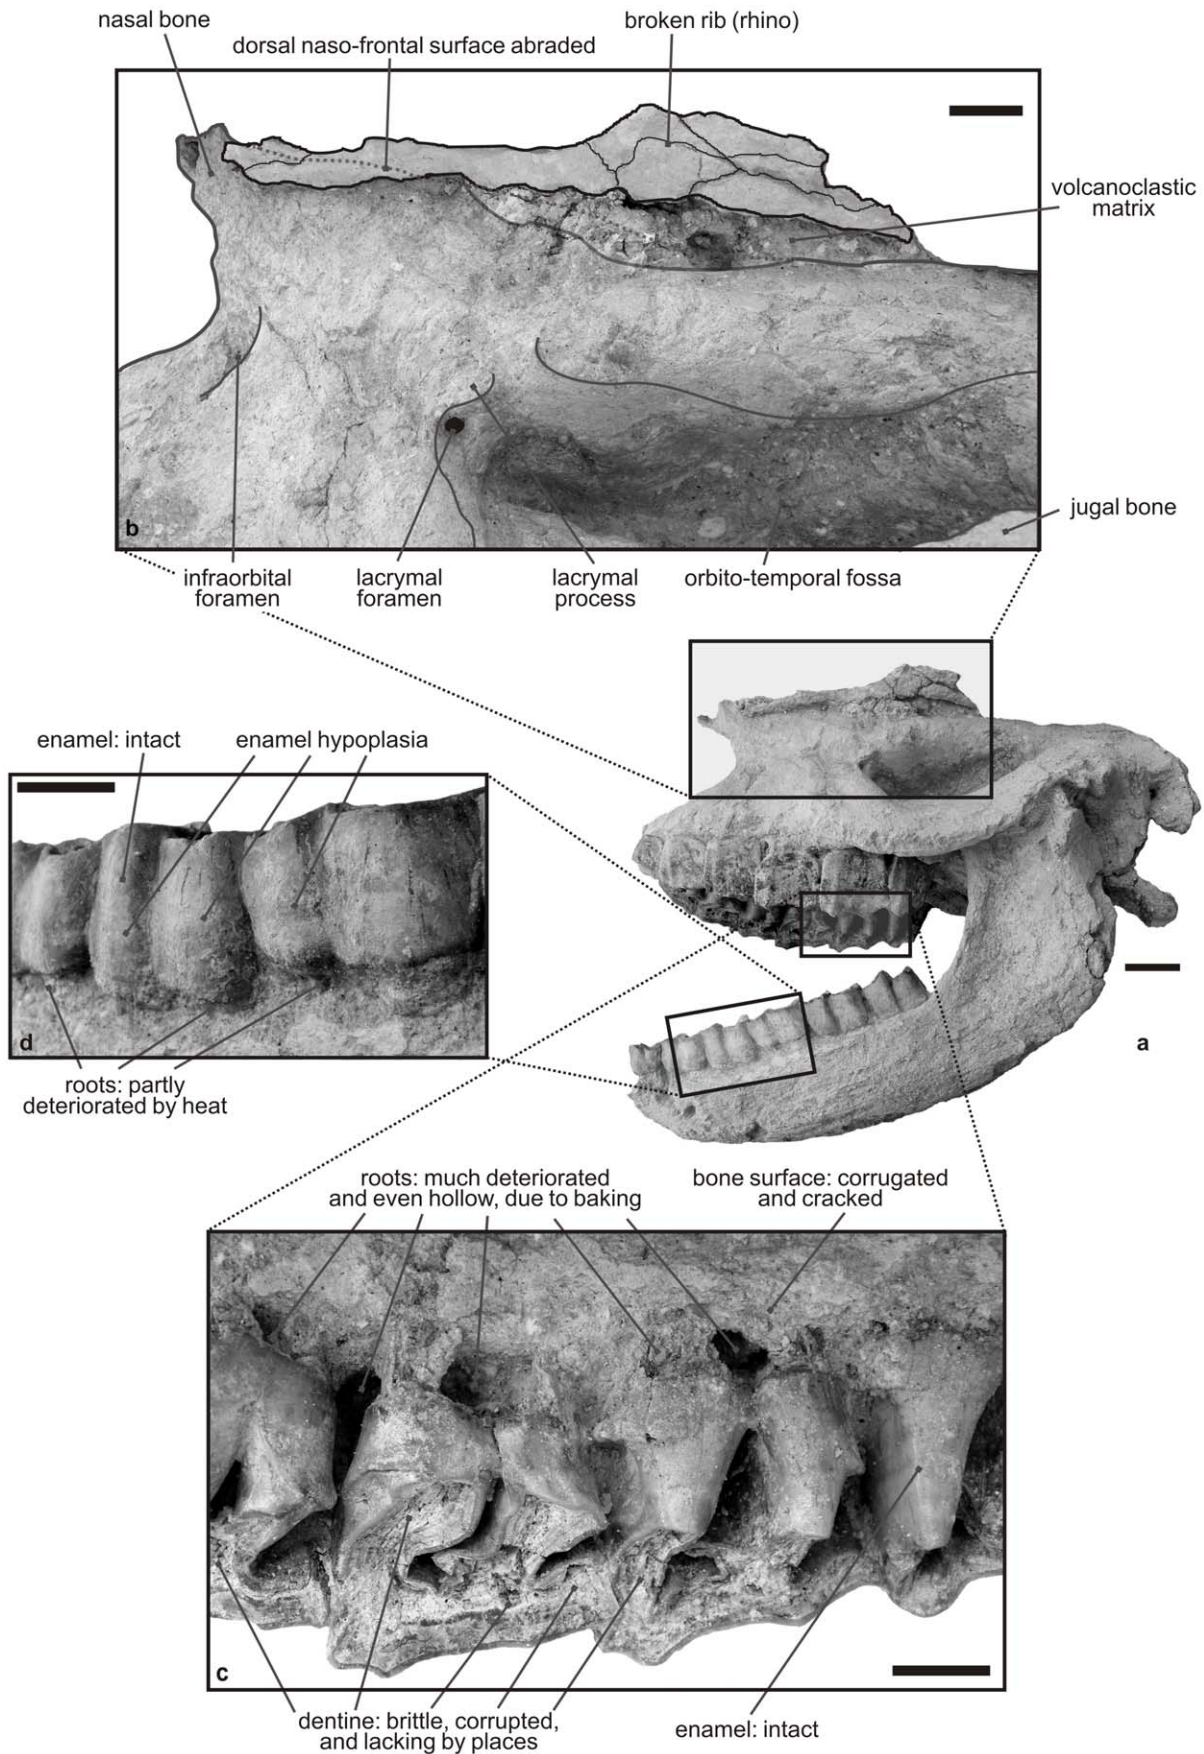 nasal bone
broken rib (rhino)
dorsal naso-frontal surface abraded
volcanoclastic
matrix
b
jugal bone
infraorbital
foramen
lacrymal
foramen
lacrymal
process
orbito-temporal fossa
enamel: intact
enamel hypoplasia
d
a
roots: partly
deteriorated by heat
roots: much deteriorated
and even hollow, due to baking
bone surface: corrugated
and cracked
c
dentine: brittle, corrupted,
and lacking by places
enamel: intact